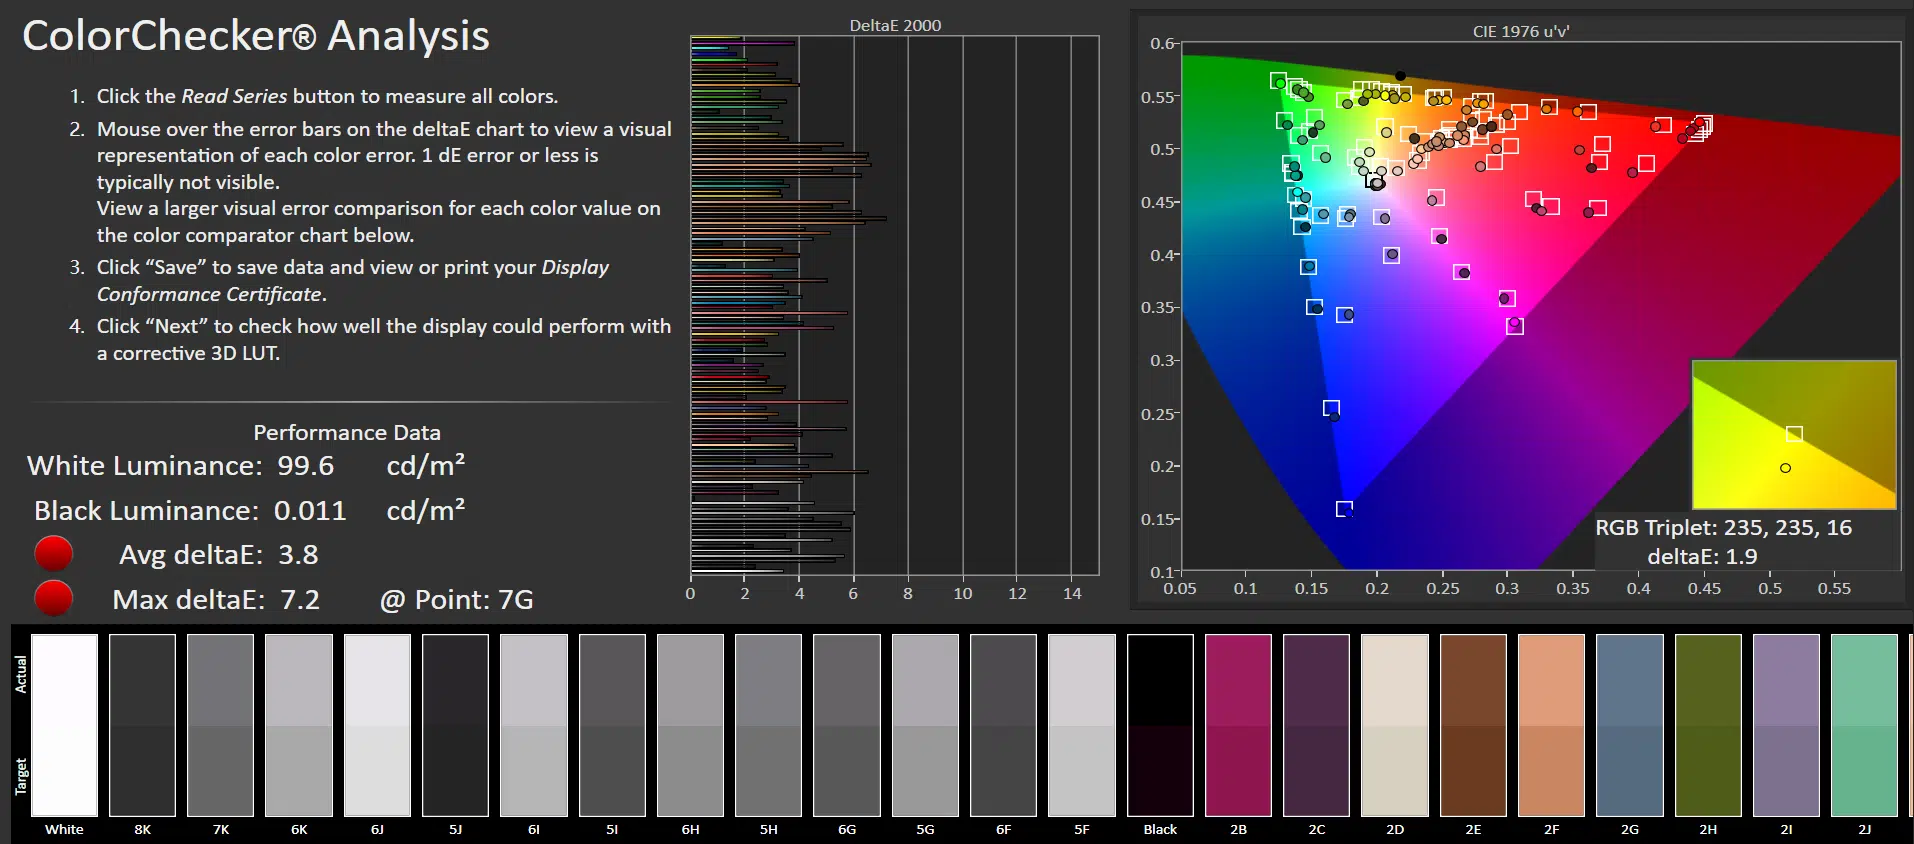 ColorChecker® Analysis
1. Click the Read Series button to measure all colors.
2. Mouse over the error bars on the deltaE chart to view a visual
representation of each color error. 1 dE error or less is
typically not visible.
View a larger visual error comparison for each color value on
the color comparator chart below.
3. Click “Save” to save data and view or print your Display
Conformance Certificate.
4. Click “Next” to check how well the display could perform with
a corrective 3D LUT.
Performance Data
White Luminance: 99.6 cd/m²
Black Luminance: 0.011 cd/m²
Avg deltaE: 3.8
Max deltaE: 7.2 @ Point: 7G
DeltaE 2000
0 2 4 6 8 10 12 14
CIE 1976 u'v'
0.6
0.55
0.5
0.45
0.4
0.35
0.3
0.25
0.2
0.15
0.1
0.05 0.1 0.15 0.2 0.25 0.3 0.35 0.4 0.45 0.5 0.55
RGB Triplet: 235, 235, 16
deltaE: 1.9
Actual
Target
White 8K 7K 6K 6J 5J 6I 5I 6H 5H 6G 5G 6F 5F Black 2B 2C 2D 2E 2F 2G 2H 2I 2J